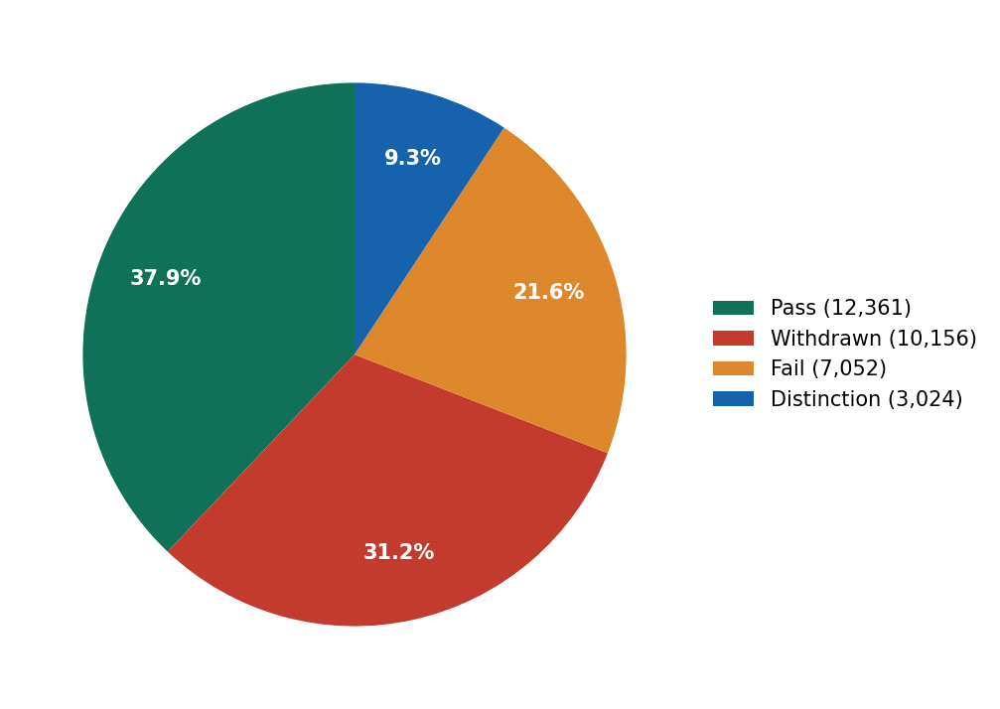 9.3%
37.9%
21.6%
31.2%
Pass (12,361)
Withdrawn (10,156)
Fail (7,052)
Distinction (3,024)